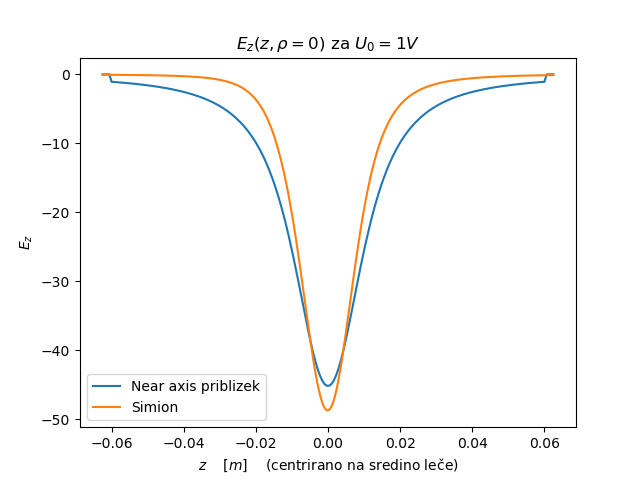 E_z(z, ρ = 0) za U_0 = 1V
0
−10
−20
−30
−40
−50
E_z
Near axis priblizek
Simion
−0.06
−0.04
−0.02
0.00
0.02
0.04
0.06
z [m] (centrirano na sredino leče)